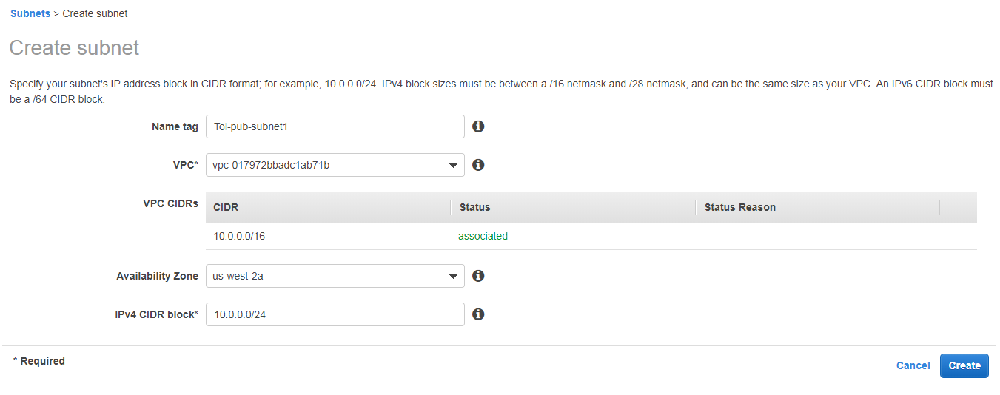 Subnets > Create subnet
Create subnet
Specify your subnet's IP address block in CIDR format; for example, 10.0.0.0/24. IPv4 block sizes must be between a /16 netmask and /28 netmask, and can be the same size as your VPC. An IPv6 CIDR block must
be a /64 CIDR block.
Name tag Toi-pub-subnet1
VPC* vpc-017972bbadc1ab71b
VPC CIDRs CIDR Status Status Reason
10.0.0.0/16 associated
Availability Zone us-west-2a
IPv4 CIDR block* 10.0.0.0/24
* Required
Cancel Create